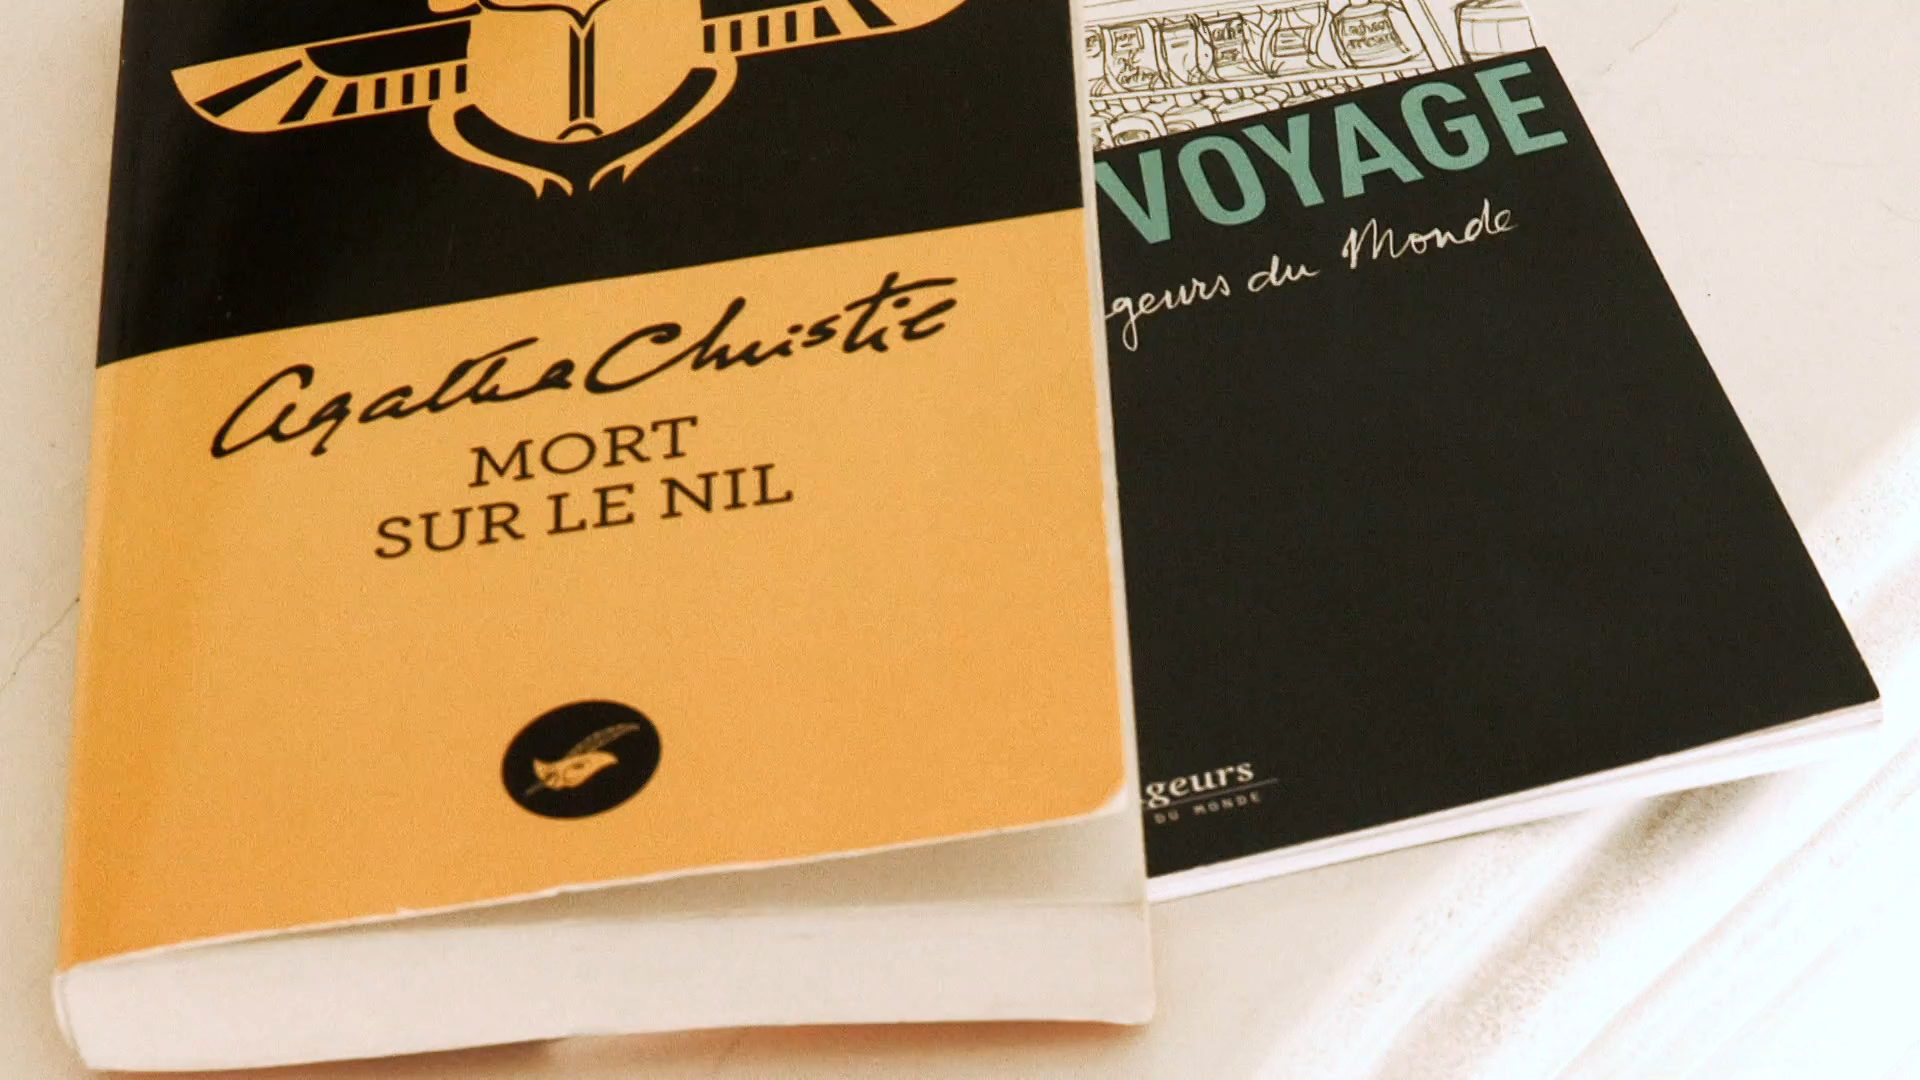 Agatha Christie
MORT
SUR LE NIL
VOYAGE
geurs du Monde
geurs
DU MONDE